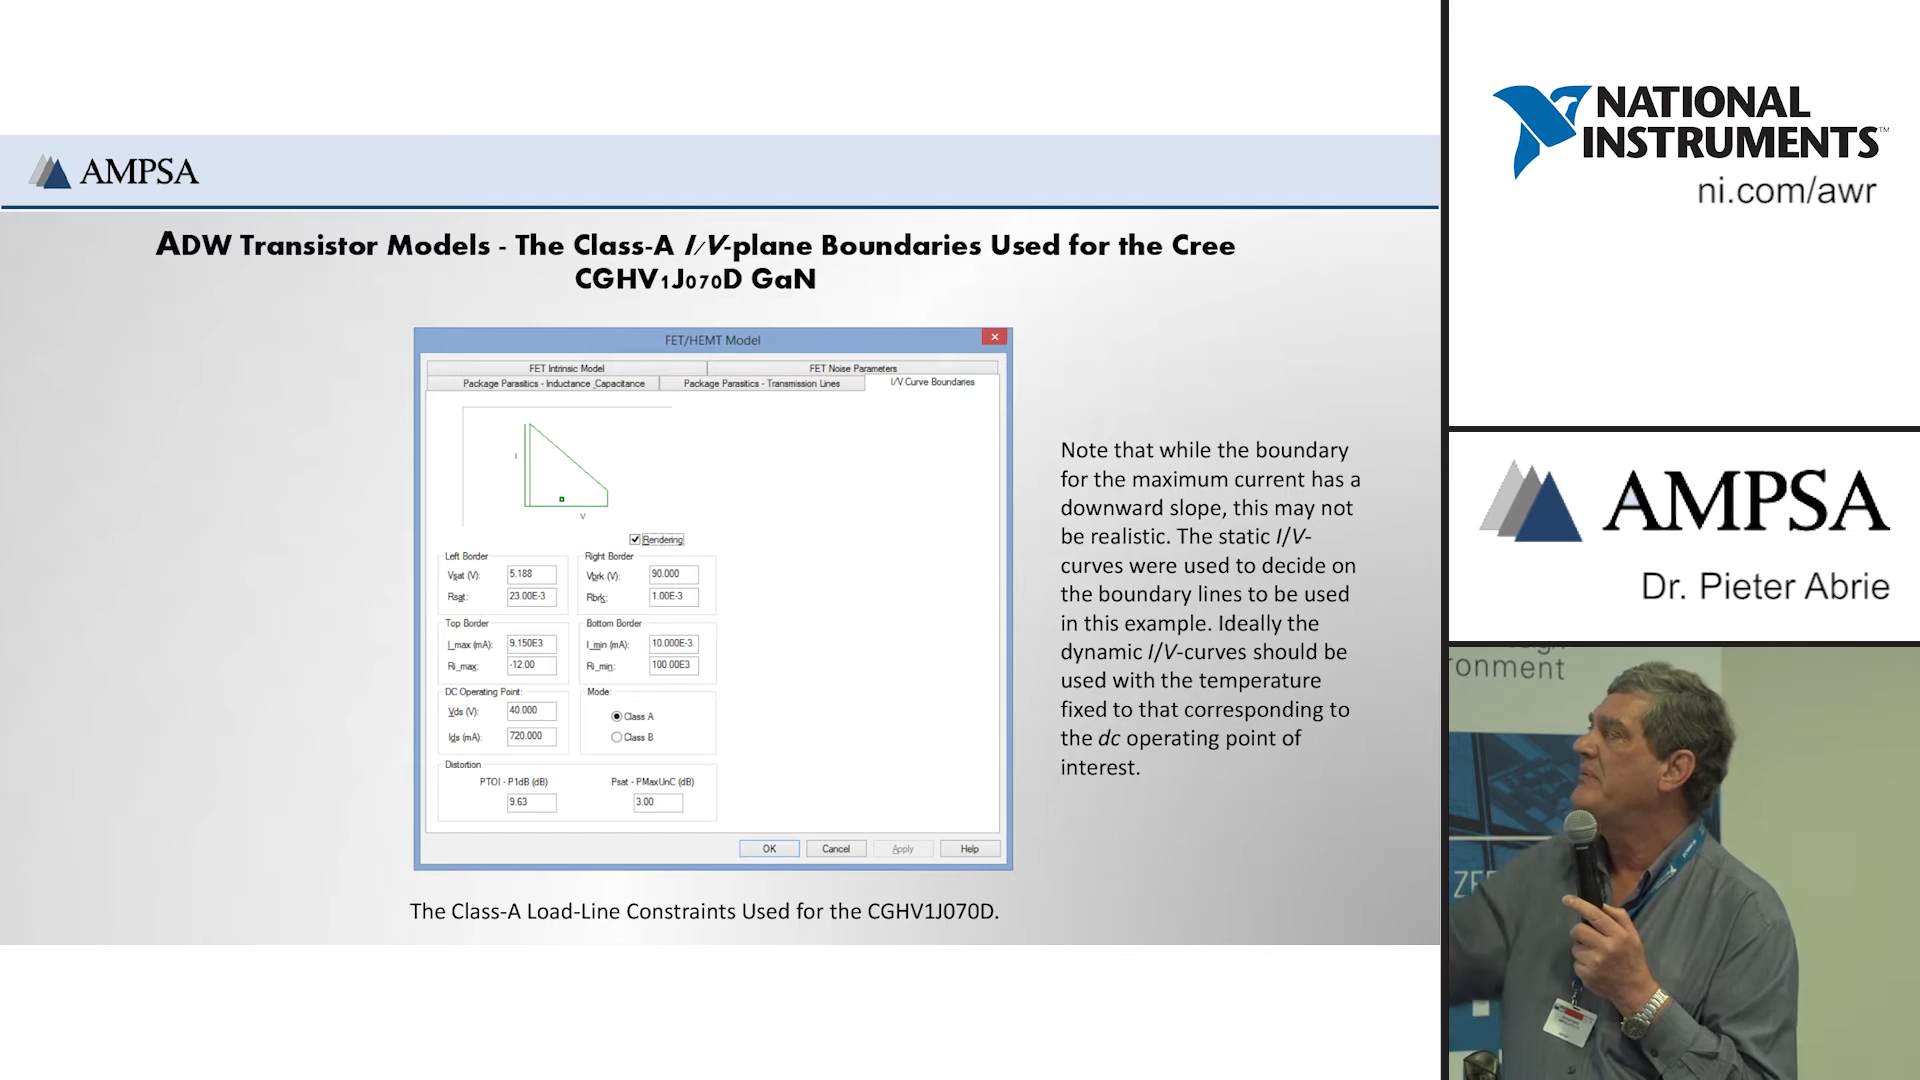 AMPSA
ADW Transistor Models - The Class-A I/V-plane Boundaries Used for the Cree
CGHV1J070D GaN
FET/HEMT Model
FET Intrinsic Model
FET Noise Parameters
Package Parasitics - Inductance_Capacitance
Package Parasitics - Transmission Lines
I/V Curve Boundaries
I
V
Rendering
Left Border
Vsat (V): 5.188
Rsat: 23.00E-3
Right Border
Vbrk (V): 90.000
Rbrk: 1.00E-3
Top Border
I_max (mA): 9.150E3
Ri_max: -12.00
Bottom Border
I_min (mA): 10.000E-3
Ri_min: 100.00E3
DC Operating Point:
Vds (V): 40.000
Ids (mA): 720.000
Mode:
Class A
Class B
Distortion
PTOI - P1dB (dB)
9.63
Psat - PMaxUnC (dB)
3.00
OK
Cancel
Apply
Help
Note that while the boundary
for the maximum current has a
downward slope, this may not
be realistic. The static I/V-
curves were used to decide on
the boundary lines to be used
in this example. Ideally the
dynamic I/V-curves should be
used with the temperature
fixed to that corresponding to
the dc operating point of
interest.
The Class-A Load-Line Constraints Used for the CGHV1J070D.
NATIONAL
INSTRUMENTS™
ni.com/awr
AMPSA
Dr. Pieter Abrie
ronment